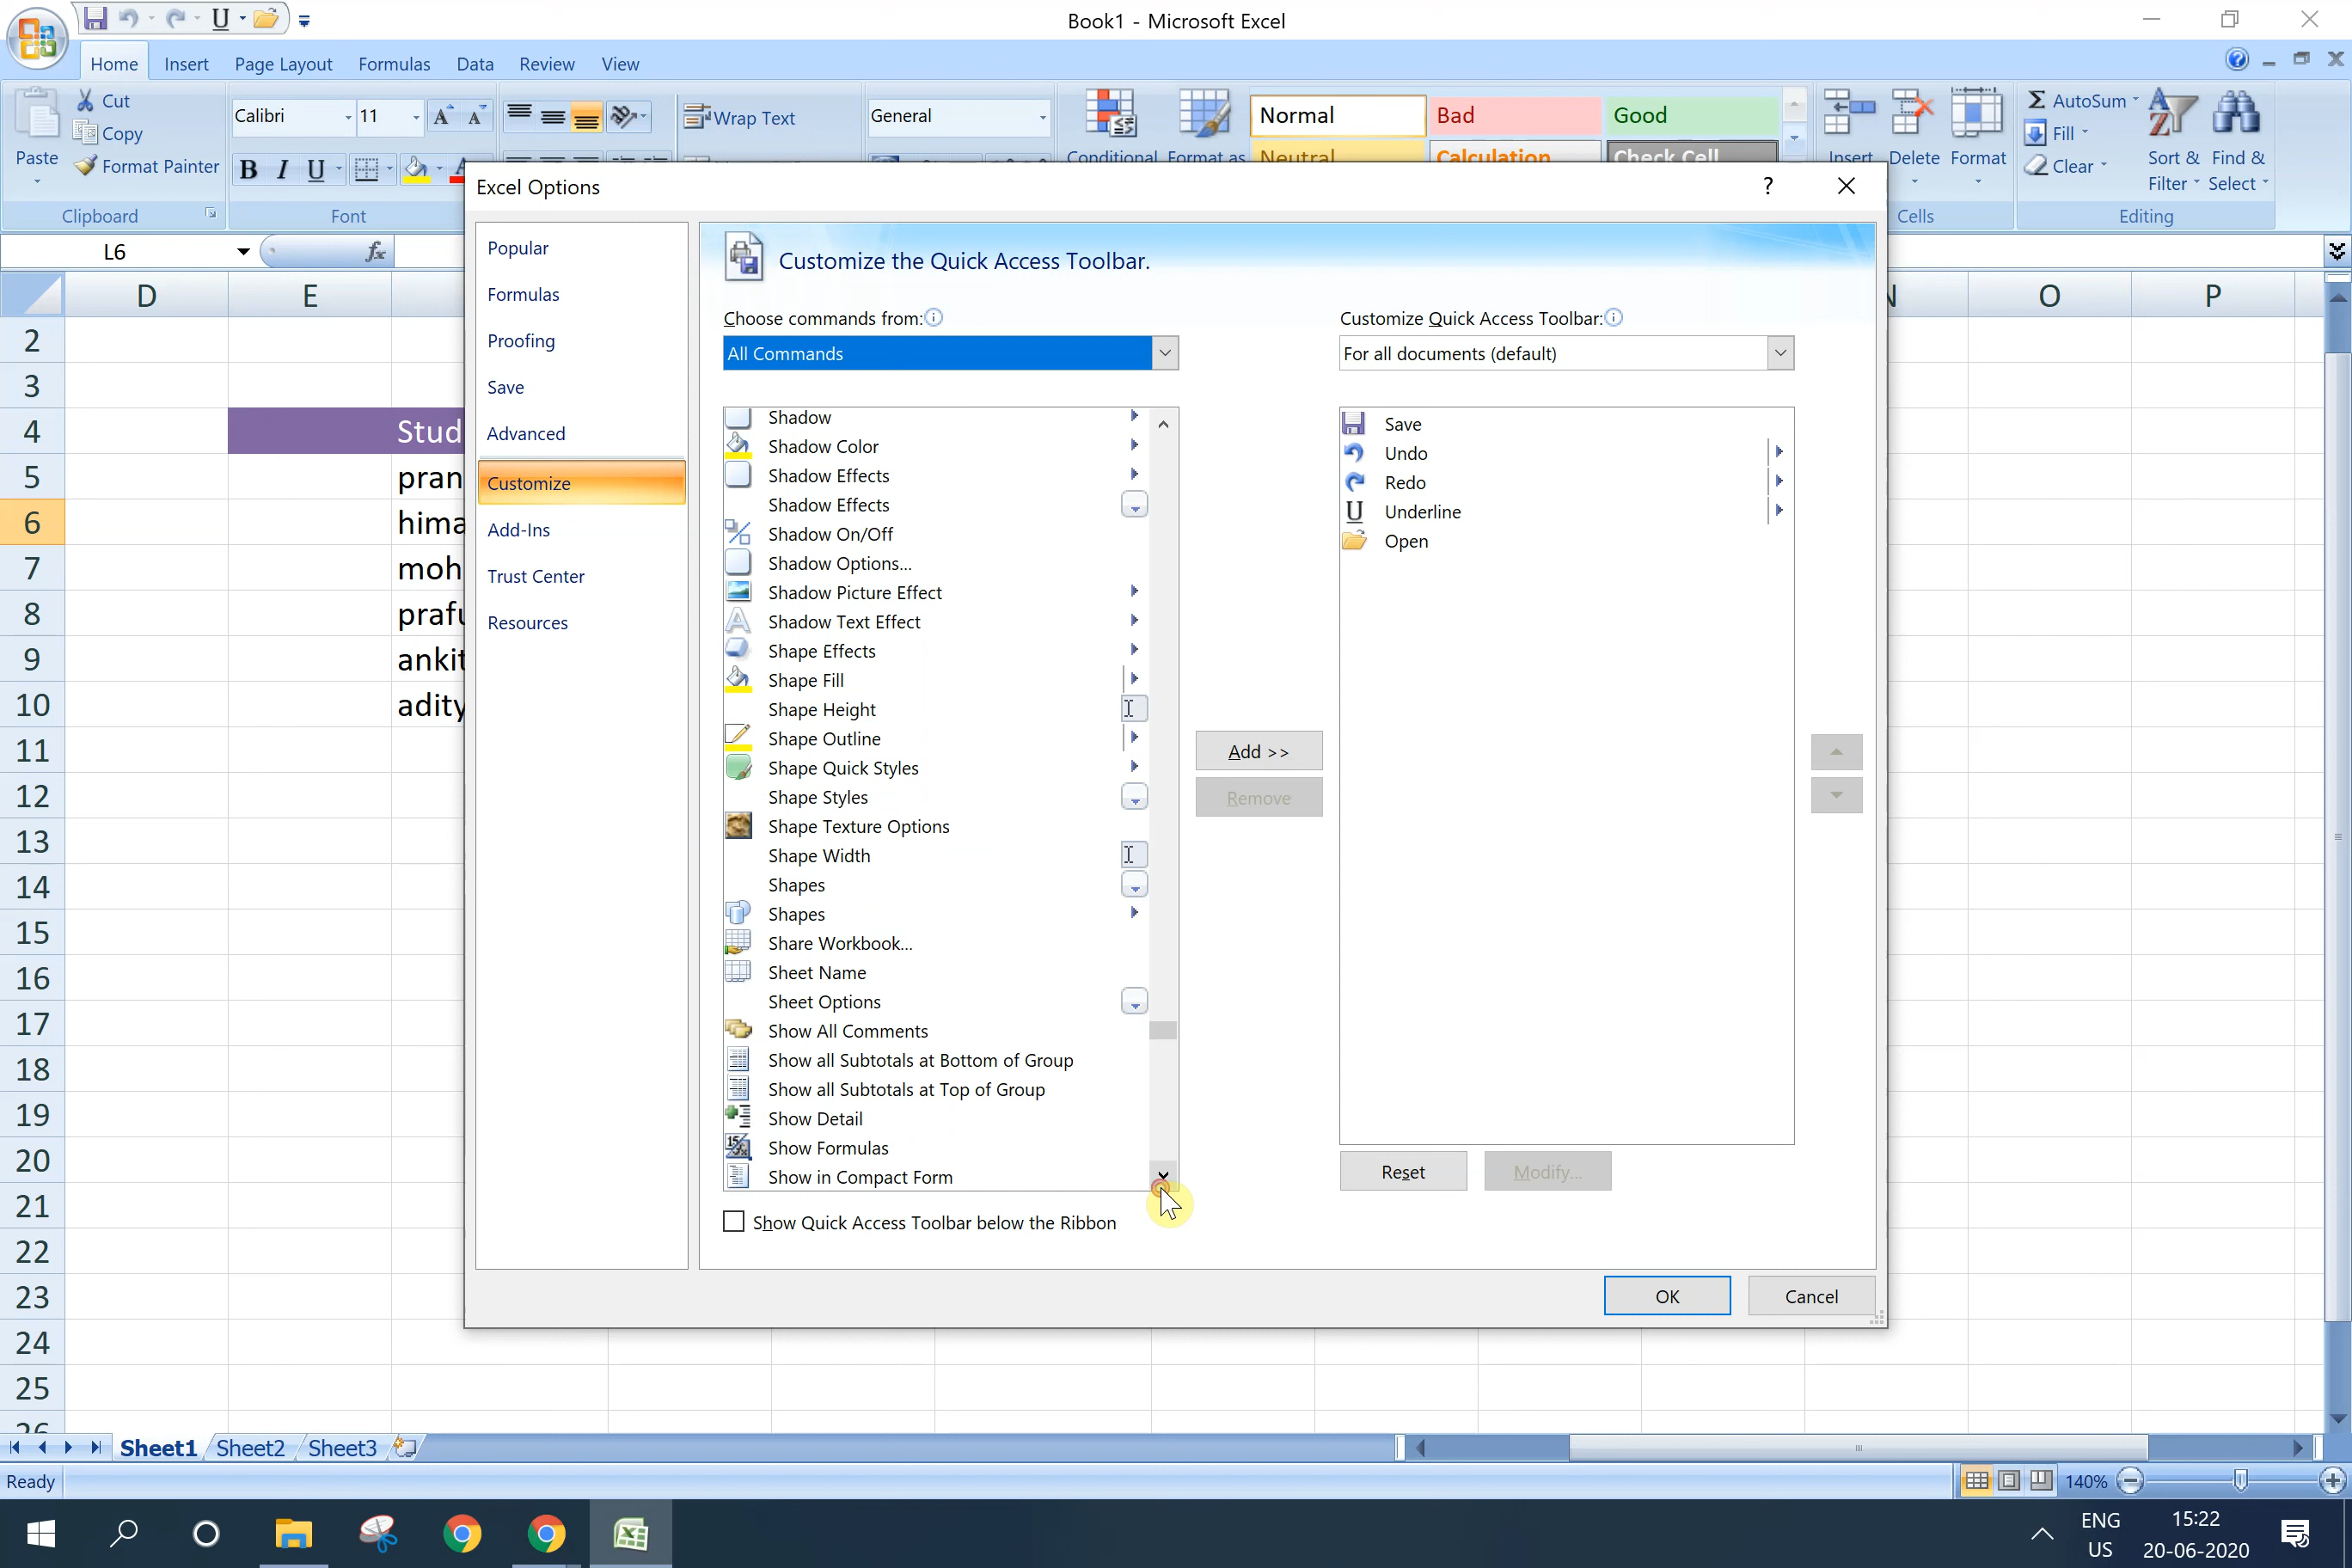 Book1 - Microsoft Excel
Home Insert Page Layout Formulas Data Review View
Paste
Cut
Copy
Format Painter
Clipboard
Calibri 11
B I U
Font
Wrap Text
General
Conditional Format as
Normal Bad Good
Neutral Calculation Check Cell
Insert Delete Format
Cells
AutoSum
Fill
Clear
Sort & Filter
Find & Select
Editing
L6
fx
D E N O P
2
3
4 Stud
5 pran
6 hima
7 moh
8 prafu
9 ankit
10 adity
11
12
13
14
15
16
17
18
19
20
21
22
23
24
25
26
Excel Options
Popular
Formulas
Proofing
Save
Advanced
Customize
Add-Ins
Trust Center
Resources
Customize the Quick Access Toolbar.
Choose commands from:
All Commands
Shadow
Shadow Color
Shadow Effects
Shadow Effects
Shadow On/Off
Shadow Options...
Shadow Picture Effect
Shadow Text Effect
Shape Effects
Shape Fill
Shape Height
Shape Outline
Shape Quick Styles
Shape Styles
Shape Texture Options
Shape Width
Shapes
Shapes
Share Workbook...
Sheet Name
Sheet Options
Show All Comments
Show all Subtotals at Bottom of Group
Show all Subtotals at Top of Group
Show Detail
Show Formulas
Show in Compact Form
Show Quick Access Toolbar below the Ribbon
Add >>
Remove
Customize Quick Access Toolbar:
For all documents (default)
Save
Undo
Redo
Underline
Open
Reset Modify...
OK Cancel
Sheet1 Sheet2 Sheet3
Ready
140%
ENG
US
15:22
20-06-2020